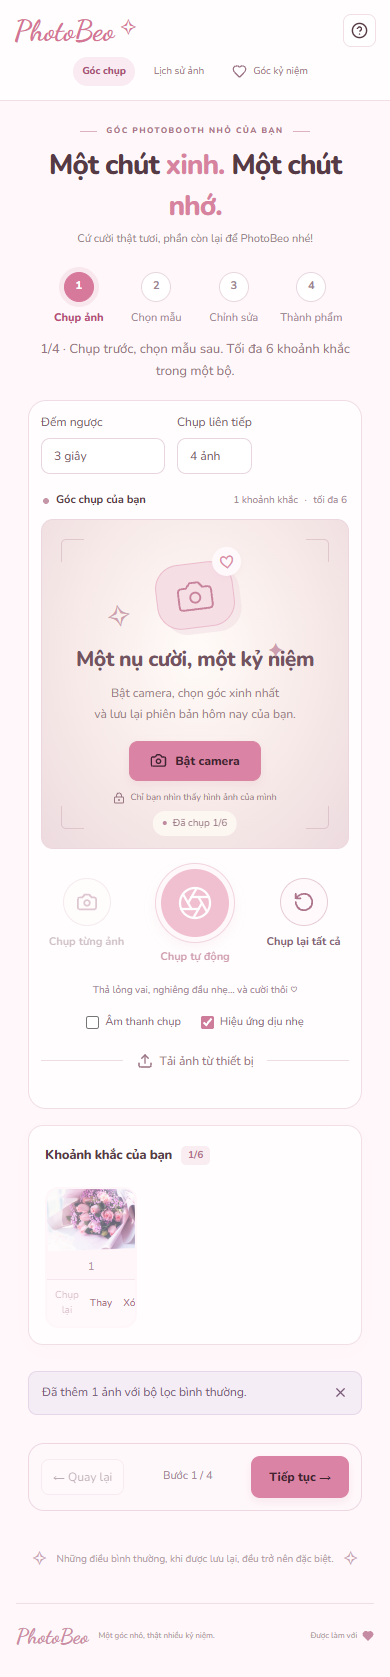 PhotoBeo
Góc chụp
Lịch sử ảnh
Góc kỷ niệm
GÓC PHOTOBOOTH NHỎ CỦA BẠN
Một chút xinh. Một chút
nhớ.
Cứ cười thật tươi, phần còn lại để PhotoBeo nhé!
1
2
3
4
Chụp ảnh
Chọn mẫu
Chỉnh sửa
Thành phẩm
1/4 · Chụp trước, chọn mẫu sau. Tối đa 6 khoảnh khắc
trong một bộ.
Đếm ngược
Chụp liên tiếp
3 giây
4 ảnh
Góc chụp của bạn
1 khoảnh khắc · tối đa 6
Một nụ cười, một kỷ niệm
Bật camera, chọn góc xinh nhất
và lưu lại phiên bản hôm nay của bạn.
Bật camera
Chỉ bạn nhìn thấy hình ảnh của mình
Đã chụp 1/6
Chụp từng ảnh
Chụp tự động
Chụp lại tất cả
Thả lỏng vai, nghiêng đầu nhẹ... và cười thôi ♡
Âm thanh chụp
Hiệu ứng dịu nhẹ
Tải ảnh từ thiết bị
Khoảnh khắc của bạn
1/6
1
Chụp
lại
Thay
Xó
Đã thêm 1 ảnh với bộ lọc bình thường.
← Quay lại
Bước 1 / 4
Tiếp tục →
Những điều bình thường, khi được lưu lại, đều trở nên đặc biệt.
PhotoBeo
Một góc nhỏ, thật nhiều kỷ niệm.
Được làm với